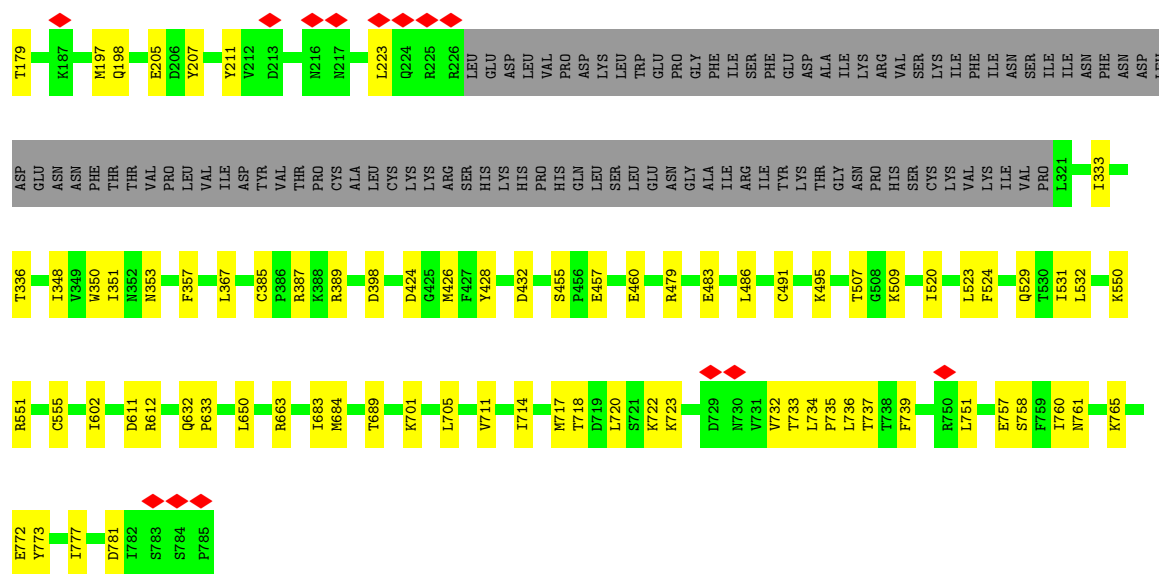 T179 K187 M197 Q198 E205 D206 Y207 Y211 V212 D213 N216 N217 L223 Q224 R225 R226 LEU GLU ASP LEU VAL PRO ASP LYS LEU TRP GLU PRO GLY PHE ILE SER PHE GLU ASP ALA ILE LYS ARG VAL SER LYS ILE PHE ILE ASN SER ILE ILE ASN PHE ASN ASP LEU
ASP GLU ASN ASN PHE THR THR VAL PRO LEU VAL ILE ASP TYR VAL THR PRO CYS ALA LEU CYS LYS LYS ARG SER HIS LYS HIS PRO HIS GLN LEU SER LEU GLU ASN GLY ALA ILE ARG ILE TYR LYS THR GLY ASN PRO HIS SER CYS LYS VAL LYS ILE VAL PRO L321 I333
T336 I348 V349 W350 I351 N352 N353 F357 L367 C385 P386 R387 K388 R389 D398 D424 G425 M426 F427 Y428 D432 S455 P456 E457 E460 R479 E483 L486 C491 K495 T507 G508 K509 I520 L523 F524 Q529 T530 I531 L532 K550
R551 C555 I602 D611 R612 Q632 P633 L650 R663 I683 M684 T689 K701 L705 V711 I714 M717 T718 D719 L720 S721 K722 K723 D729 N730 V731 V732 T733 L734 P735 L736 T737 T738 F739 R750 L751 E757 S758 F759 I760 N761 K765
E772 Y773 I777 D781 I782 S783 S784 P785